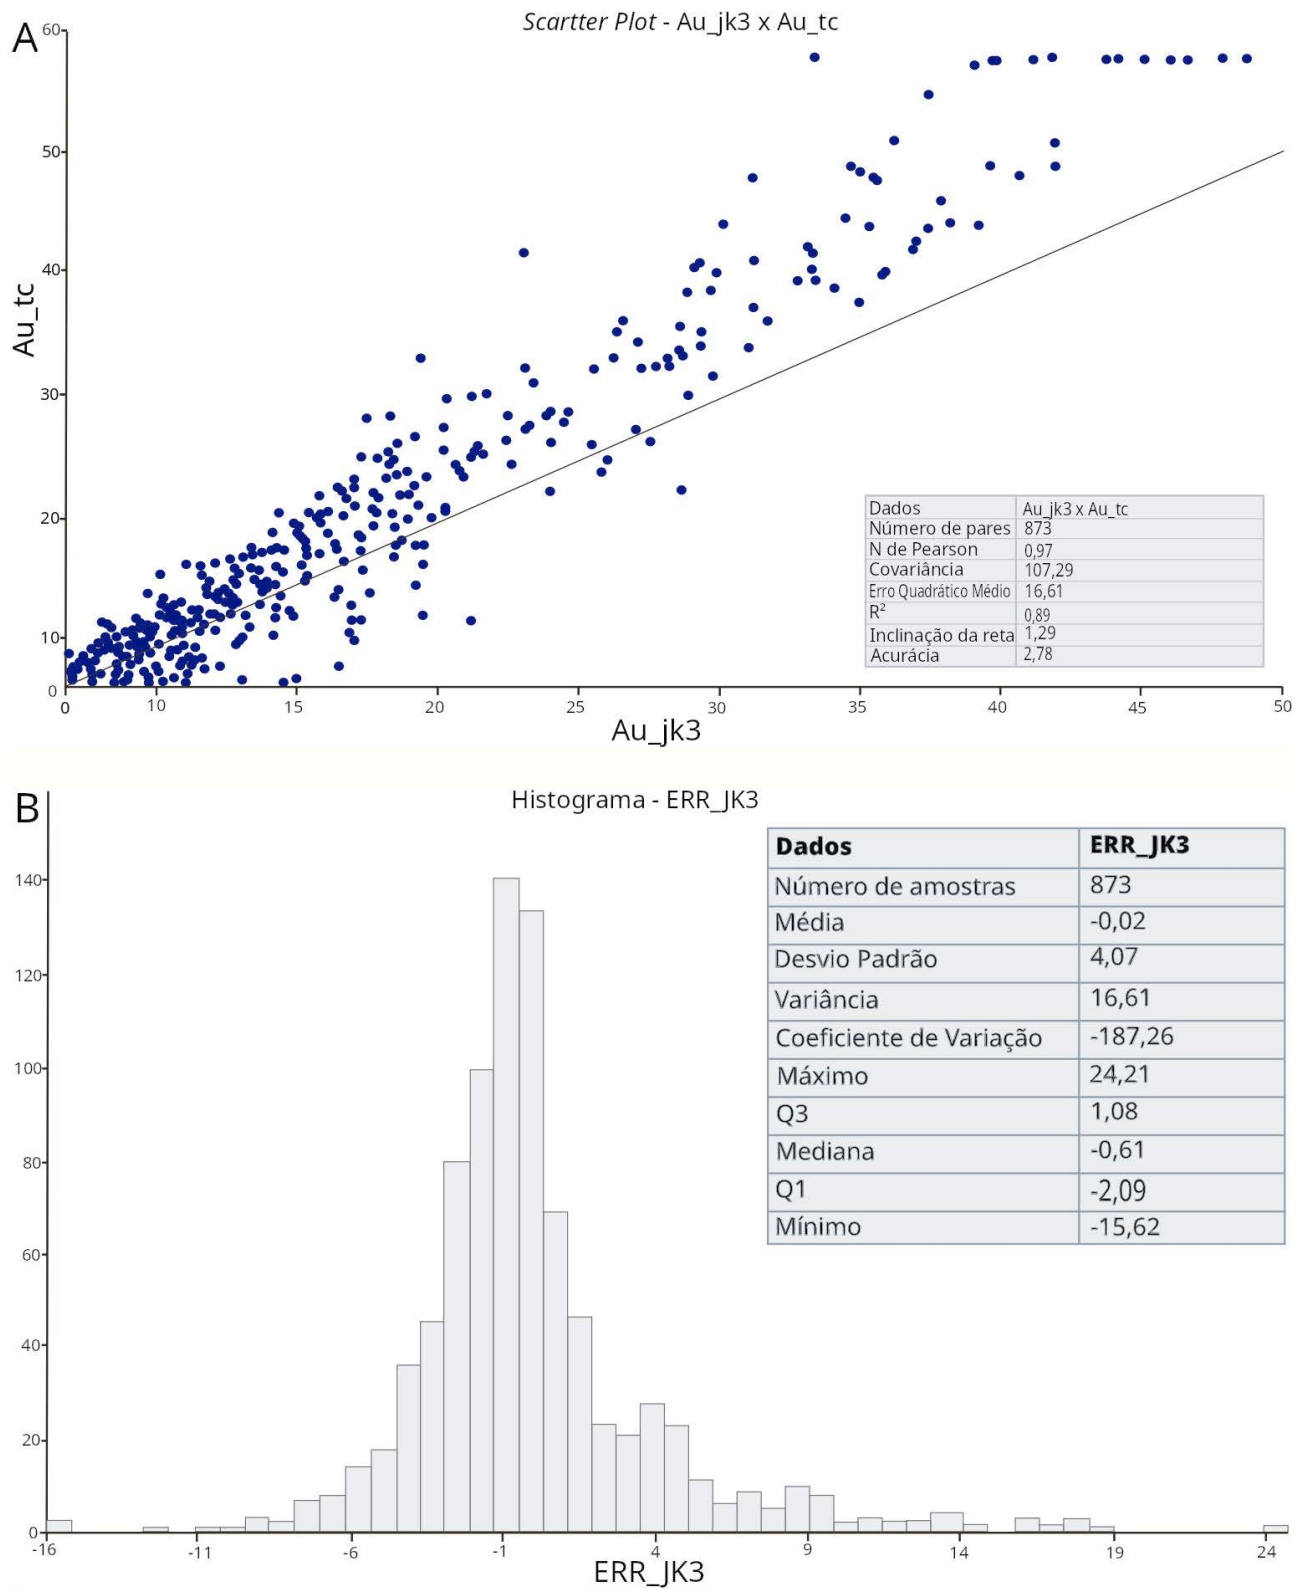 A
Scartter Plot - Au_jk3 x Au_tc
60
50
40
30
20
10
0
Au_tc
0 10 15 20 25 30 35 40 45 50
Au_jk3
Dados Au_jk3 x Au_tc
Número de pares 873
N de Pearson 0,97
Covariância 107,29
Erro Quadrático Médio 16,61
R² 0,89
Inclinação da reta 1,29
Acurácia 2,78
B
Histograma - ERR_JK3
140
120
100
80
60
40
20
0
-16 -11 -6 -1 4 9 14 19 24
ERR_JK3
Dados ERR_JK3
Número de amostras 873
Média -0,02
Desvio Padrão 4,07
Variância 16,61
Coeficiente de Variação -187,26
Máximo 24,21
Q3 1,08
Mediana -0,61
Q1 -2,09
Mínimo -15,62